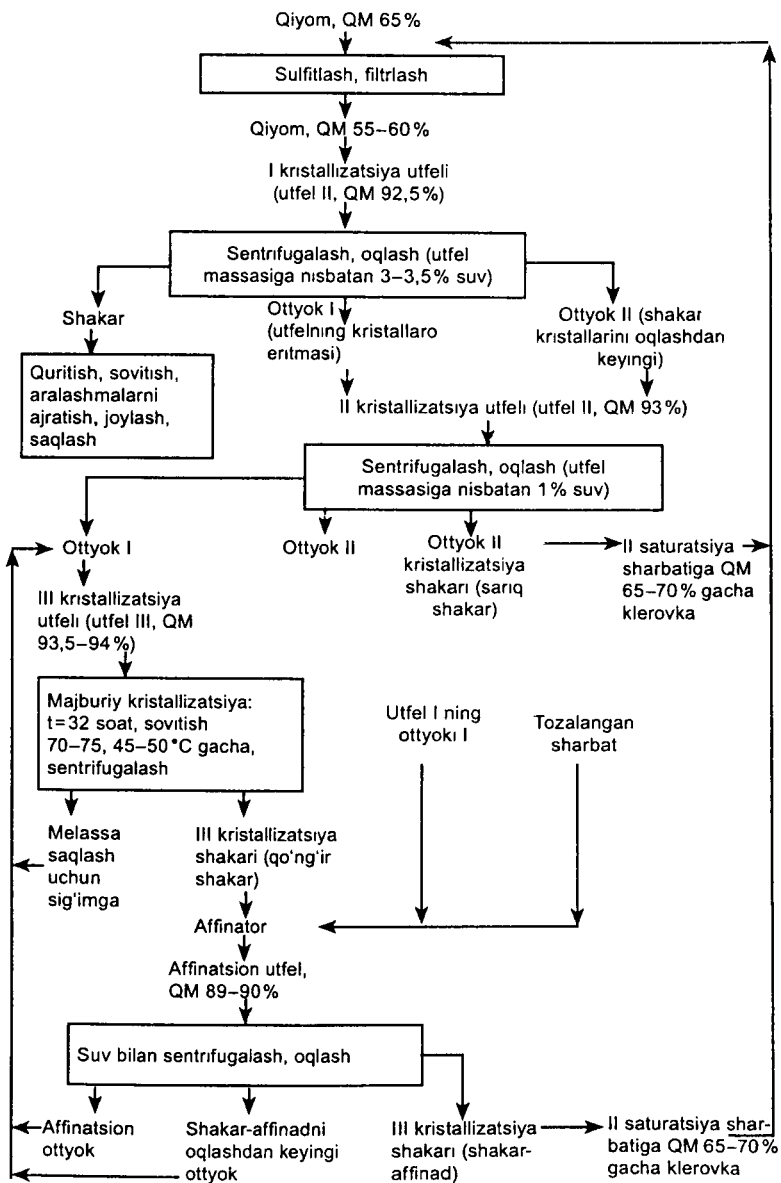 Qiyom, QM 65%
Sulfitlash, filtrlash
Qiyom, QM 55–60%
I kristallizatsiya utfeli
(utfel II, QM 92,5%)
Sentrifugalash, oqlash (utfel
massasiga nisbatan 3–3,5% suv)
Shakar
Quritish, sovitish,
aralashmalarni
ajratish, joylash,
saqlash
Ottyok I
(utfelning kristallaro
eritmasi)
Ottyok II (shakar
kristallarini oqlashdan
keyingi)
II kristallizatsiya utfeli (utfel II, QM 93%)
Sentrifugalash, oqlash (utfel
massasiga nisbatan 1% suv)
Ottyok I
Ottyok II
Ottyok II
kristallizatsiya
shakari (sarıq
shakar)
II saturatsiya
sharbatiga QM
65–70% gacha
klerovka
III kristallizatsiya
utfeli (utfel III, QM
93,5–94%)
Majburiy kristallizatsiya:
t=32 soat, sovitish
70–75, 45–50°C gacha,
sentrifugalash
Utfel I ning
ottyoki I
Tozalangan
sharbat
Melassa
saqlash
uchun
sig‘imga
III kristallizatsiya
shakari (qo‘ng‘ir
shakar)
Affinator
Affinatsion utfel,
QM 89–90%
Suv bilan sentrifugalash, oqlash
Affinatsion
ottyok
Shakar-affinadni
oqlashdan keyingi
ottyok
III kristallizatsiya
shakari (shakar-
affinad)
II saturatsiya shar-
batiga QM 65–70%
gacha klerovka